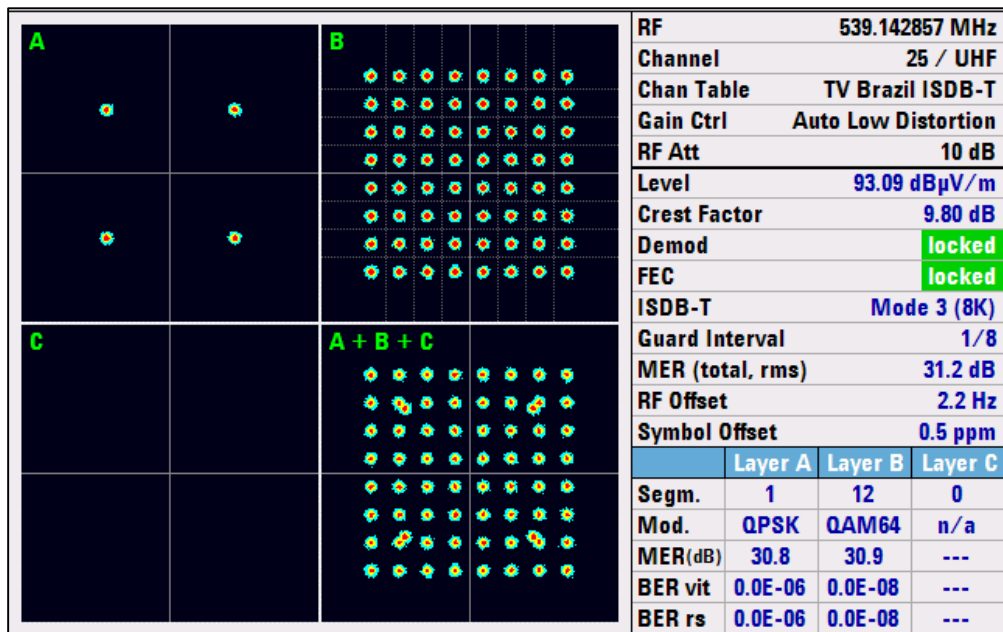 A
B
C
A + B + C
RF 539.142857 MHz
Channel 25 / UHF
Chan Table TV Brazil ISDB-T
Gain Ctrl Auto Low Distortion
RF Att 10 dB
Level 93.09 dBµV/m
Crest Factor 9.80 dB
Demod locked
FEC locked
ISDB-T Mode 3 (8K)
Guard Interval 1/8
MER (total, rms) 31.2 dB
RF Offset 2.2 Hz
Symbol Offset 0.5 ppm
Layer A Layer B Layer C
Segm. 1 12 0
Mod. QPSK QAM64 n/a
MER(dB) 30.8 30.9 ---
BER vit 0.0E-06 0.0E-08 ---
BER rs 0.0E-06 0.0E-08 ---